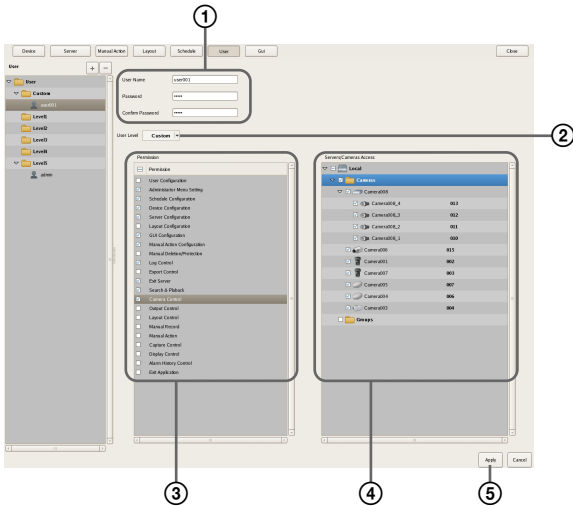 1
Device Server Manual Action Layout Schedule User Gui Close
User + −
User
Custom
user001
Level1
Level2
Level3
Level4
Level5
admin
User Name user001
Password •••••
Confirm Password •••••
User Level Custom
2
Permission
Permission
User Configuration
Administrator Menu Setting
Schedule Configuration
Device Configuration
Server Configuration
Layout Configuration
GUI Configuration
Manual Action Configuration
Manual Deletion/Protection
Log Control
Export Control
Exit Server
Search & Playback
Camera Control
Output Control
Layout Control
Manual Record
Manual Action
Capture Control
Display Control
Alarm History Control
Exit Application
Servers/Cameras Access
Local
Cameras
Camera008
Camera008_4 013
Camera008_3 012
Camera008_2 011
Camera008_1 010
Camera006 015
Camera001 002
Camera007 003
Camera005 007
Camera004 006
Camera003 004
Groups
Apply Cancel
3
4
5